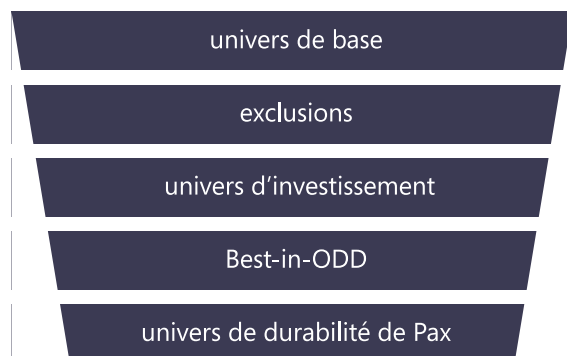 univers de base
exclusions
univers d’investissement
Best-in-ODD
univers de durabilité de Pax